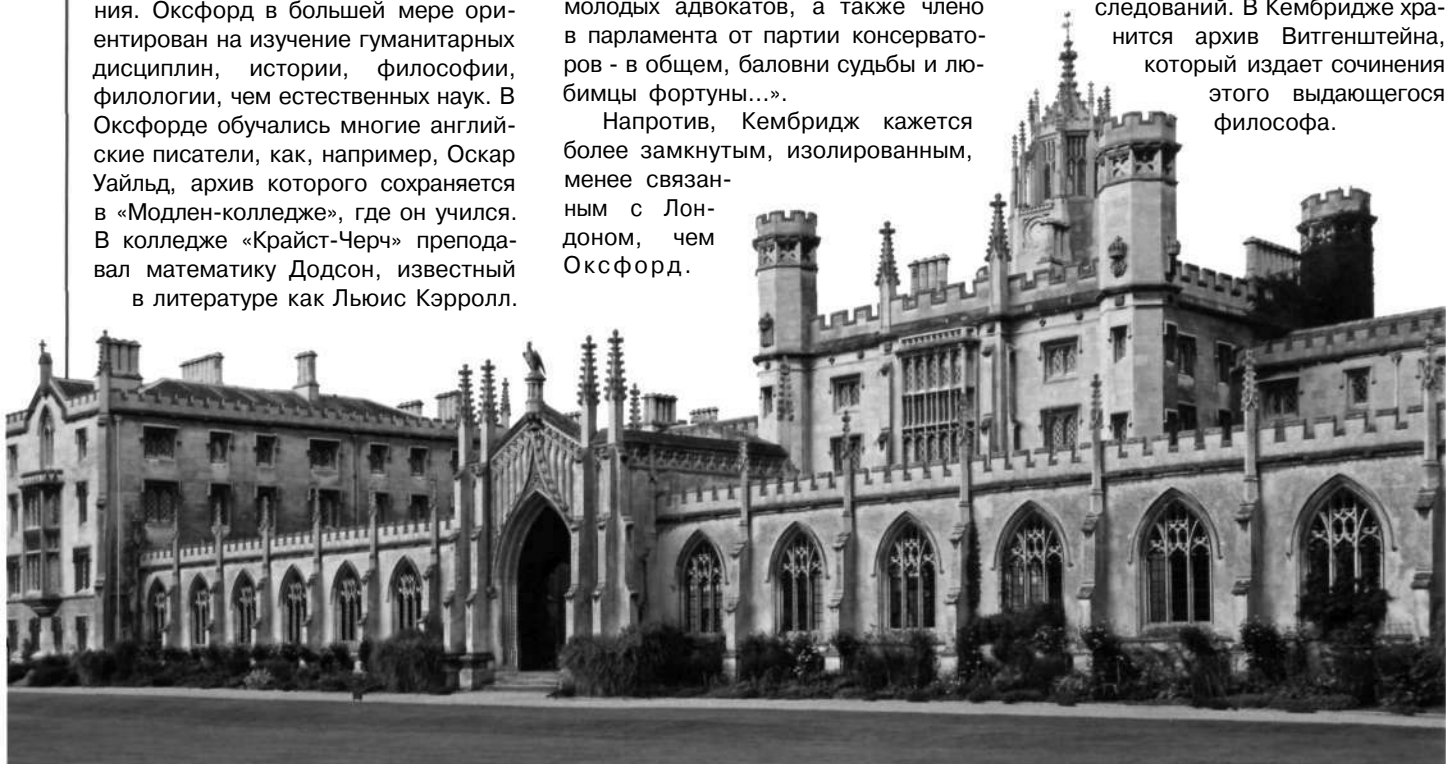 ния. Оксфорд в большей мере ори-
ентирован на изучение гуманитарных
дисциплин, истории, философии,
филологии, чем естественных наук. В
Оксфорде обучались многие англий-
ские писатели, как, например, Оскар
Уайльд, архив которого сохраняется
в «Модлен-колледже», где он учился.
В колледже «Крайст-Черч» препода-
вал математику Додсон, известный
в литературе как Льюис Кэрролл.
молодых адвокатов, а также члено
в парламента от партии консервато-
ров - в общем, баловни судьбы и лю-
бимцы фортуны...».
Напротив, Кембридж кажется
более замкнутым, изолированным,
менее связан-
ным с Лон-
доном, чем
Оксфорд.
следований. В Кембридже хра-
нится архив Витгенштейна,
который издает сочинения
этого выдающегося
философа.